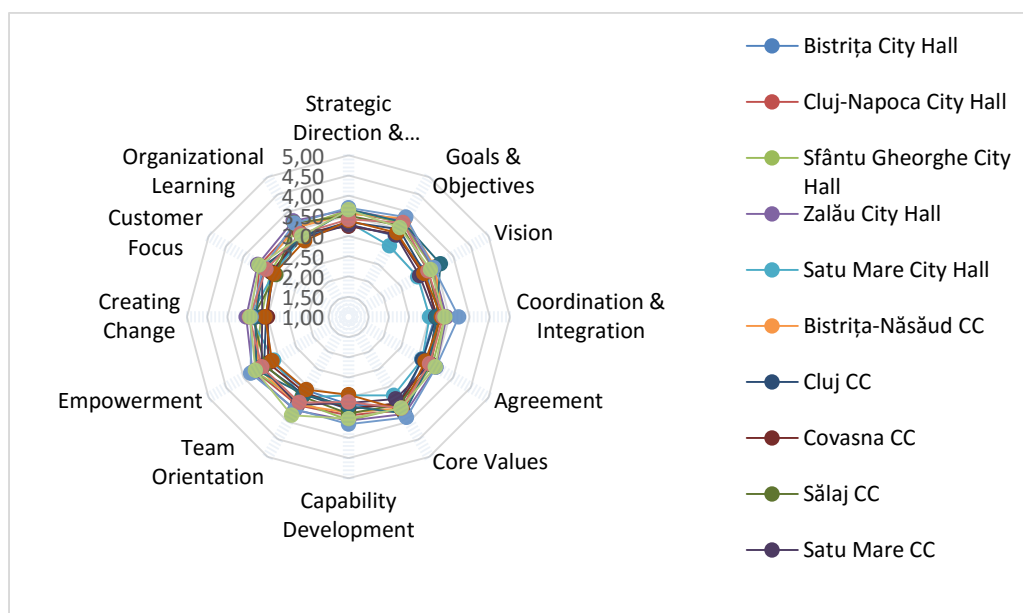 Strategic
Direction &...
Goals &
Objectives
Vision
Coordination &
Integration
Agreement
Core Values
Capability
Development
Team
Orientation
Empowerment
Creating
Change
Customer
Focus
Organizational
Learning
5,00
4,50
4,00
3,50
3,00
2,50
2,00
1,50
1,00
Bistrița City Hall
Cluj-Napoca City Hall
Sfântu Gheorghe City
Hall
Zalău City Hall
Satu Mare City Hall
Bistrița-Năsăud CC
Cluj CC
Covasna CC
Sălaj CC
Satu Mare CC